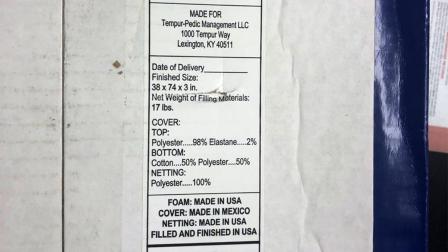 MADE FOR
Tempur-Pedic Management LLC
1000 Tempur Way
Lexington, KY 40511
Date of Delivery__________
Finished Size:
38 x 74 x 3 in.
Net Weight of Filling Materials:
17 lbs.
COVER:
TOP:
Polyester.....98% Elastane.....2%
BOTTOM:
Cotton....50% Polyester....50%
NETTING:
Polyester.....100%
FOAM: MADE IN USA
COVER: MADE IN MEXICO
NETTING: MADE IN USA
FILLED AND FINISHED IN USA